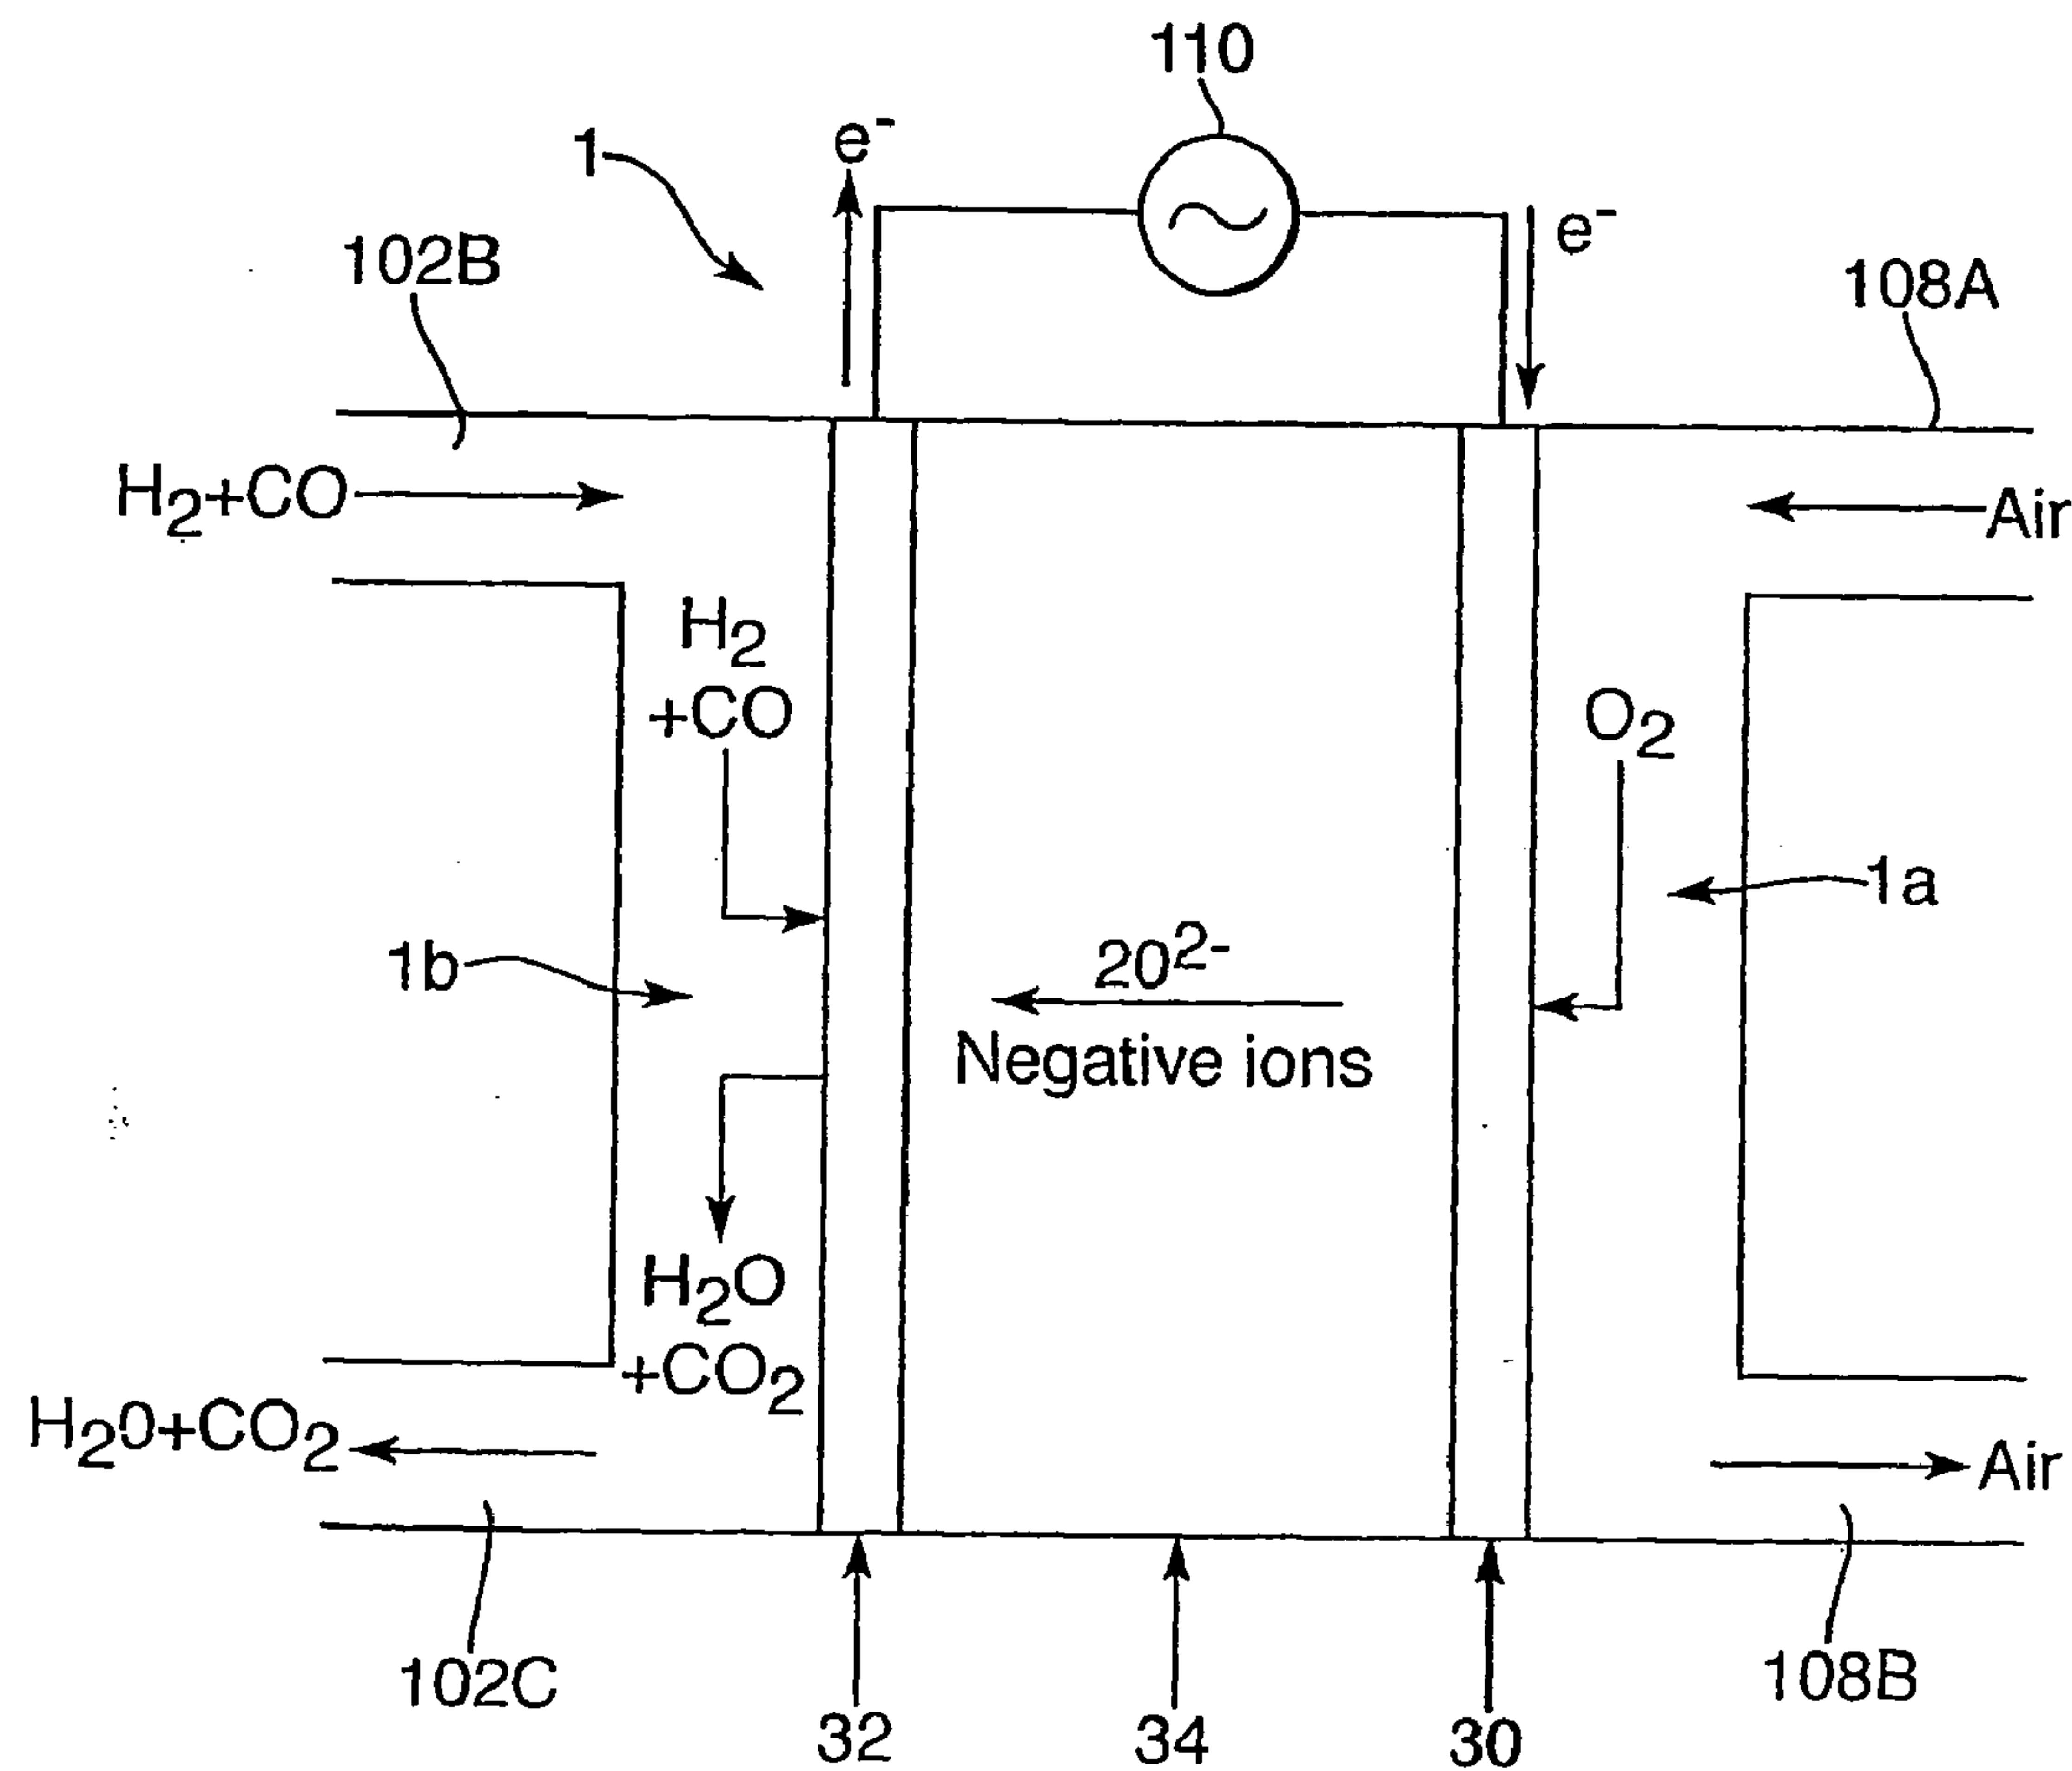 110
1
e⁻
e⁻
102B
108A
H₂+CO
Air
H₂
+CO
O₂
1a
1b
20²⁻
Negative ions
H₂O
+CO₂
H₂0+CO₂
Air
102C
108B
32
34
30